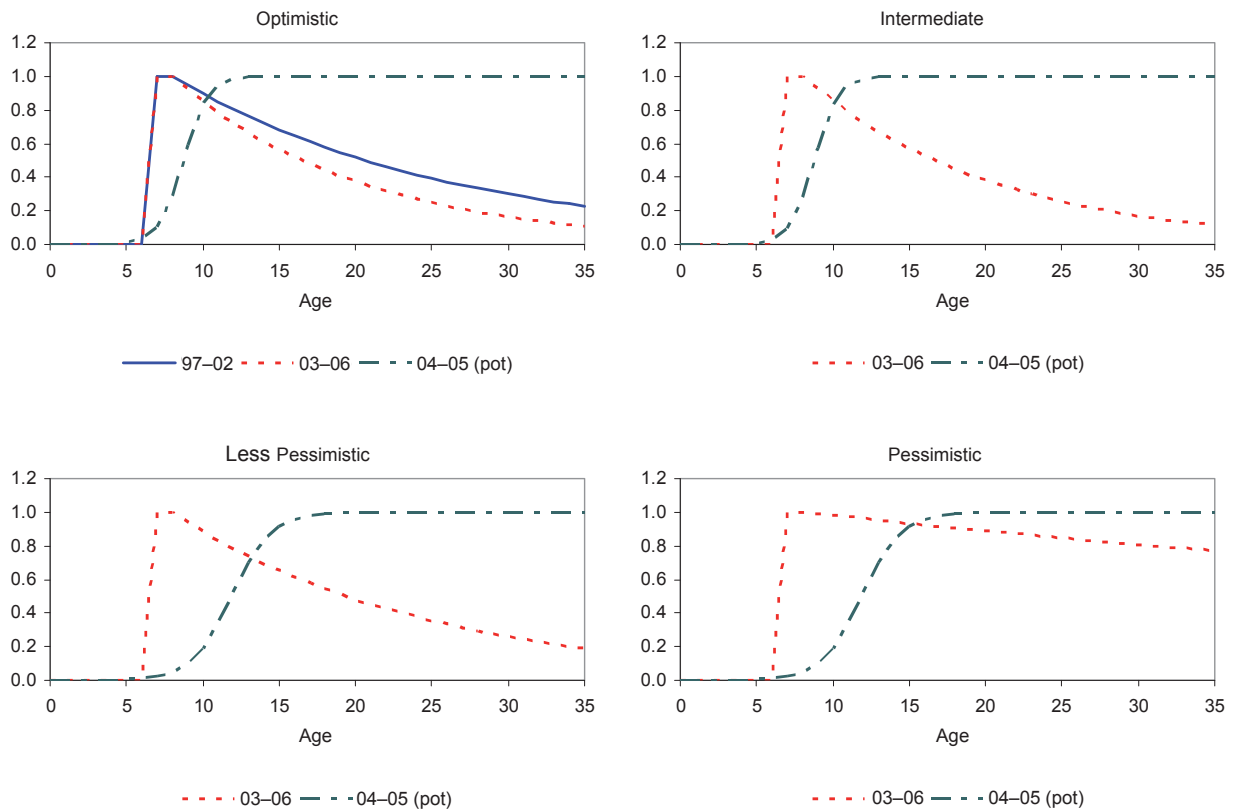 Optimistic
1.2
1.0
0.8
0.6
0.4
0.2
0.0
0 5 10 15 20 25 30 35
Age
97–02 03–06 04–05 (pot)
Intermediate
1.2
1.0
0.8
0.6
0.4
0.2
0.0
0 5 10 15 20 25 30 35
Age
03–06 04–05 (pot)
Less Pessimistic
1.2
1.0
0.8
0.6
0.4
0.2
0.0
0 5 10 15 20 25 30 35
Age
03–06 04–05 (pot)
Pessimistic
1.2
1.0
0.8
0.6
0.4
0.2
0.0
0 5 10 15 20 25 30 35
Age
03–06 04–05 (pot)